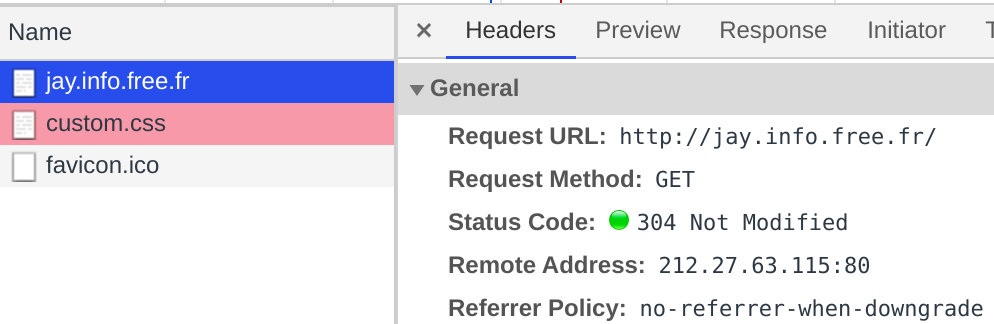 Name
jay.info.free.fr
custom.css
favicon.ico
× Headers Preview Response Initiator T
▼ General
Request URL: http://jay.info.free.fr/
Request Method: GET
Status Code: 304 Not Modified
Remote Address: 212.27.63.115:80
Referrer Policy: no-referrer-when-downgrade